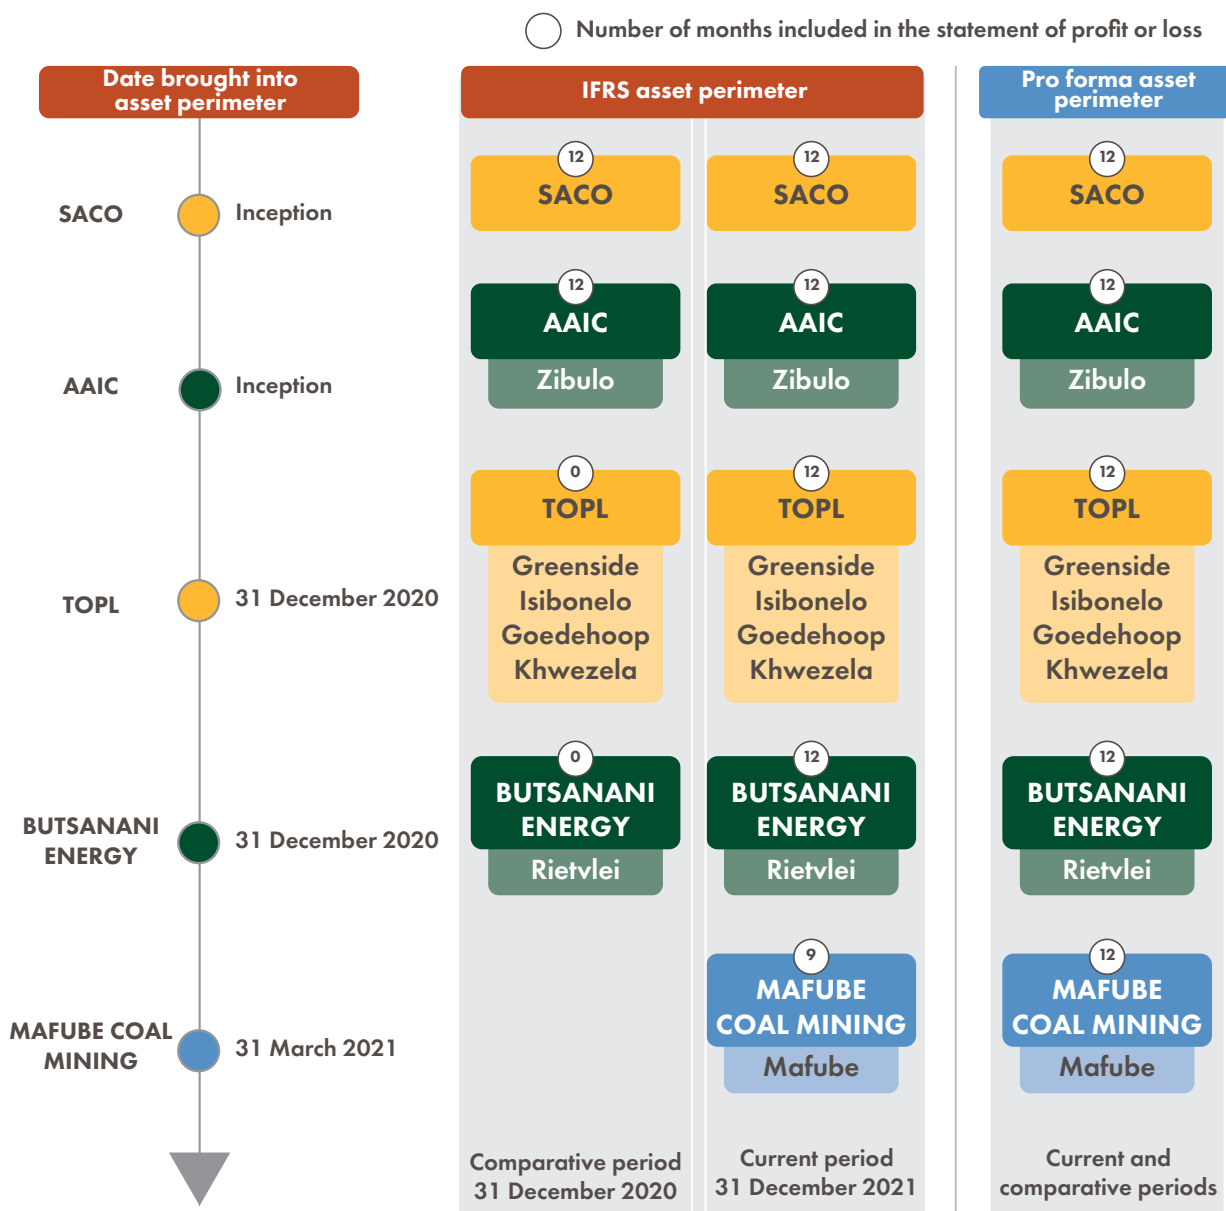 Number of months included in the statement of profit or loss
Date brought into
asset perimeter
IFRS asset perimeter
Pro forma asset
perimeter
SACO
Inception
12
SACO
12
SACO
12
SACO
AAIC
Inception
12
AAIC
Zibulo
12
AAIC
Zibulo
12
AAIC
Zibulo
TOPL
31 December 2020
0
TOPL
Greenside
Isibonelo
Goedehoop
Khwezela
12
TOPL
Greenside
Isibonelo
Goedehoop
Khwezela
12
TOPL
Greenside
Isibonelo
Goedehoop
Khwezela
BUTSANANI
ENERGY
31 December 2020
0
BUTSANANI
ENERGY
Rietvlei
12
BUTSANANI
ENERGY
Rietvlei
12
BUTSANANI
ENERGY
Rietvlei
MAFUBE COAL
MINING
31 March 2021
9
MAFUBE
COAL MINING
Mafube
12
MAFUBE
COAL MINING
Mafube
Comparative period
31 December 2020
Current period
31 December 2021
Current and
comparative periods